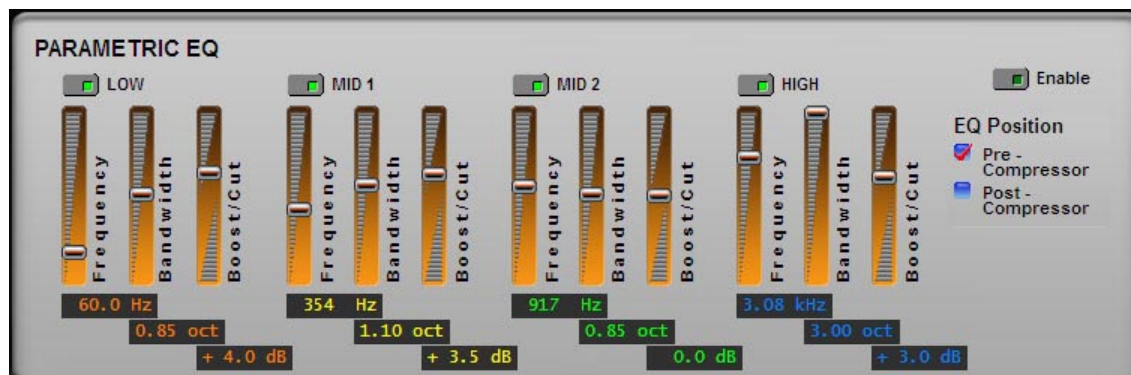 PARAMETRIC EQ
LOW
MID 1
MID 2
HIGH
Enable
Frequency
Bandwidth
Boost/Cut
Frequency
Bandwidth
Boost/Cut
Frequency
Bandwidth
Boost/Cut
Frequency
Bandwidth
Boost/Cut
EQ Position
Pre -
Compressor
Post -
Compressor
60.0 Hz
0.85 oct
+ 4.0 dB
354 Hz
1.10 oct
+ 3.5 dB
917 Hz
0.85 oct
0.0 dB
3.08 kHz
3.00 oct
+ 3.0 dB